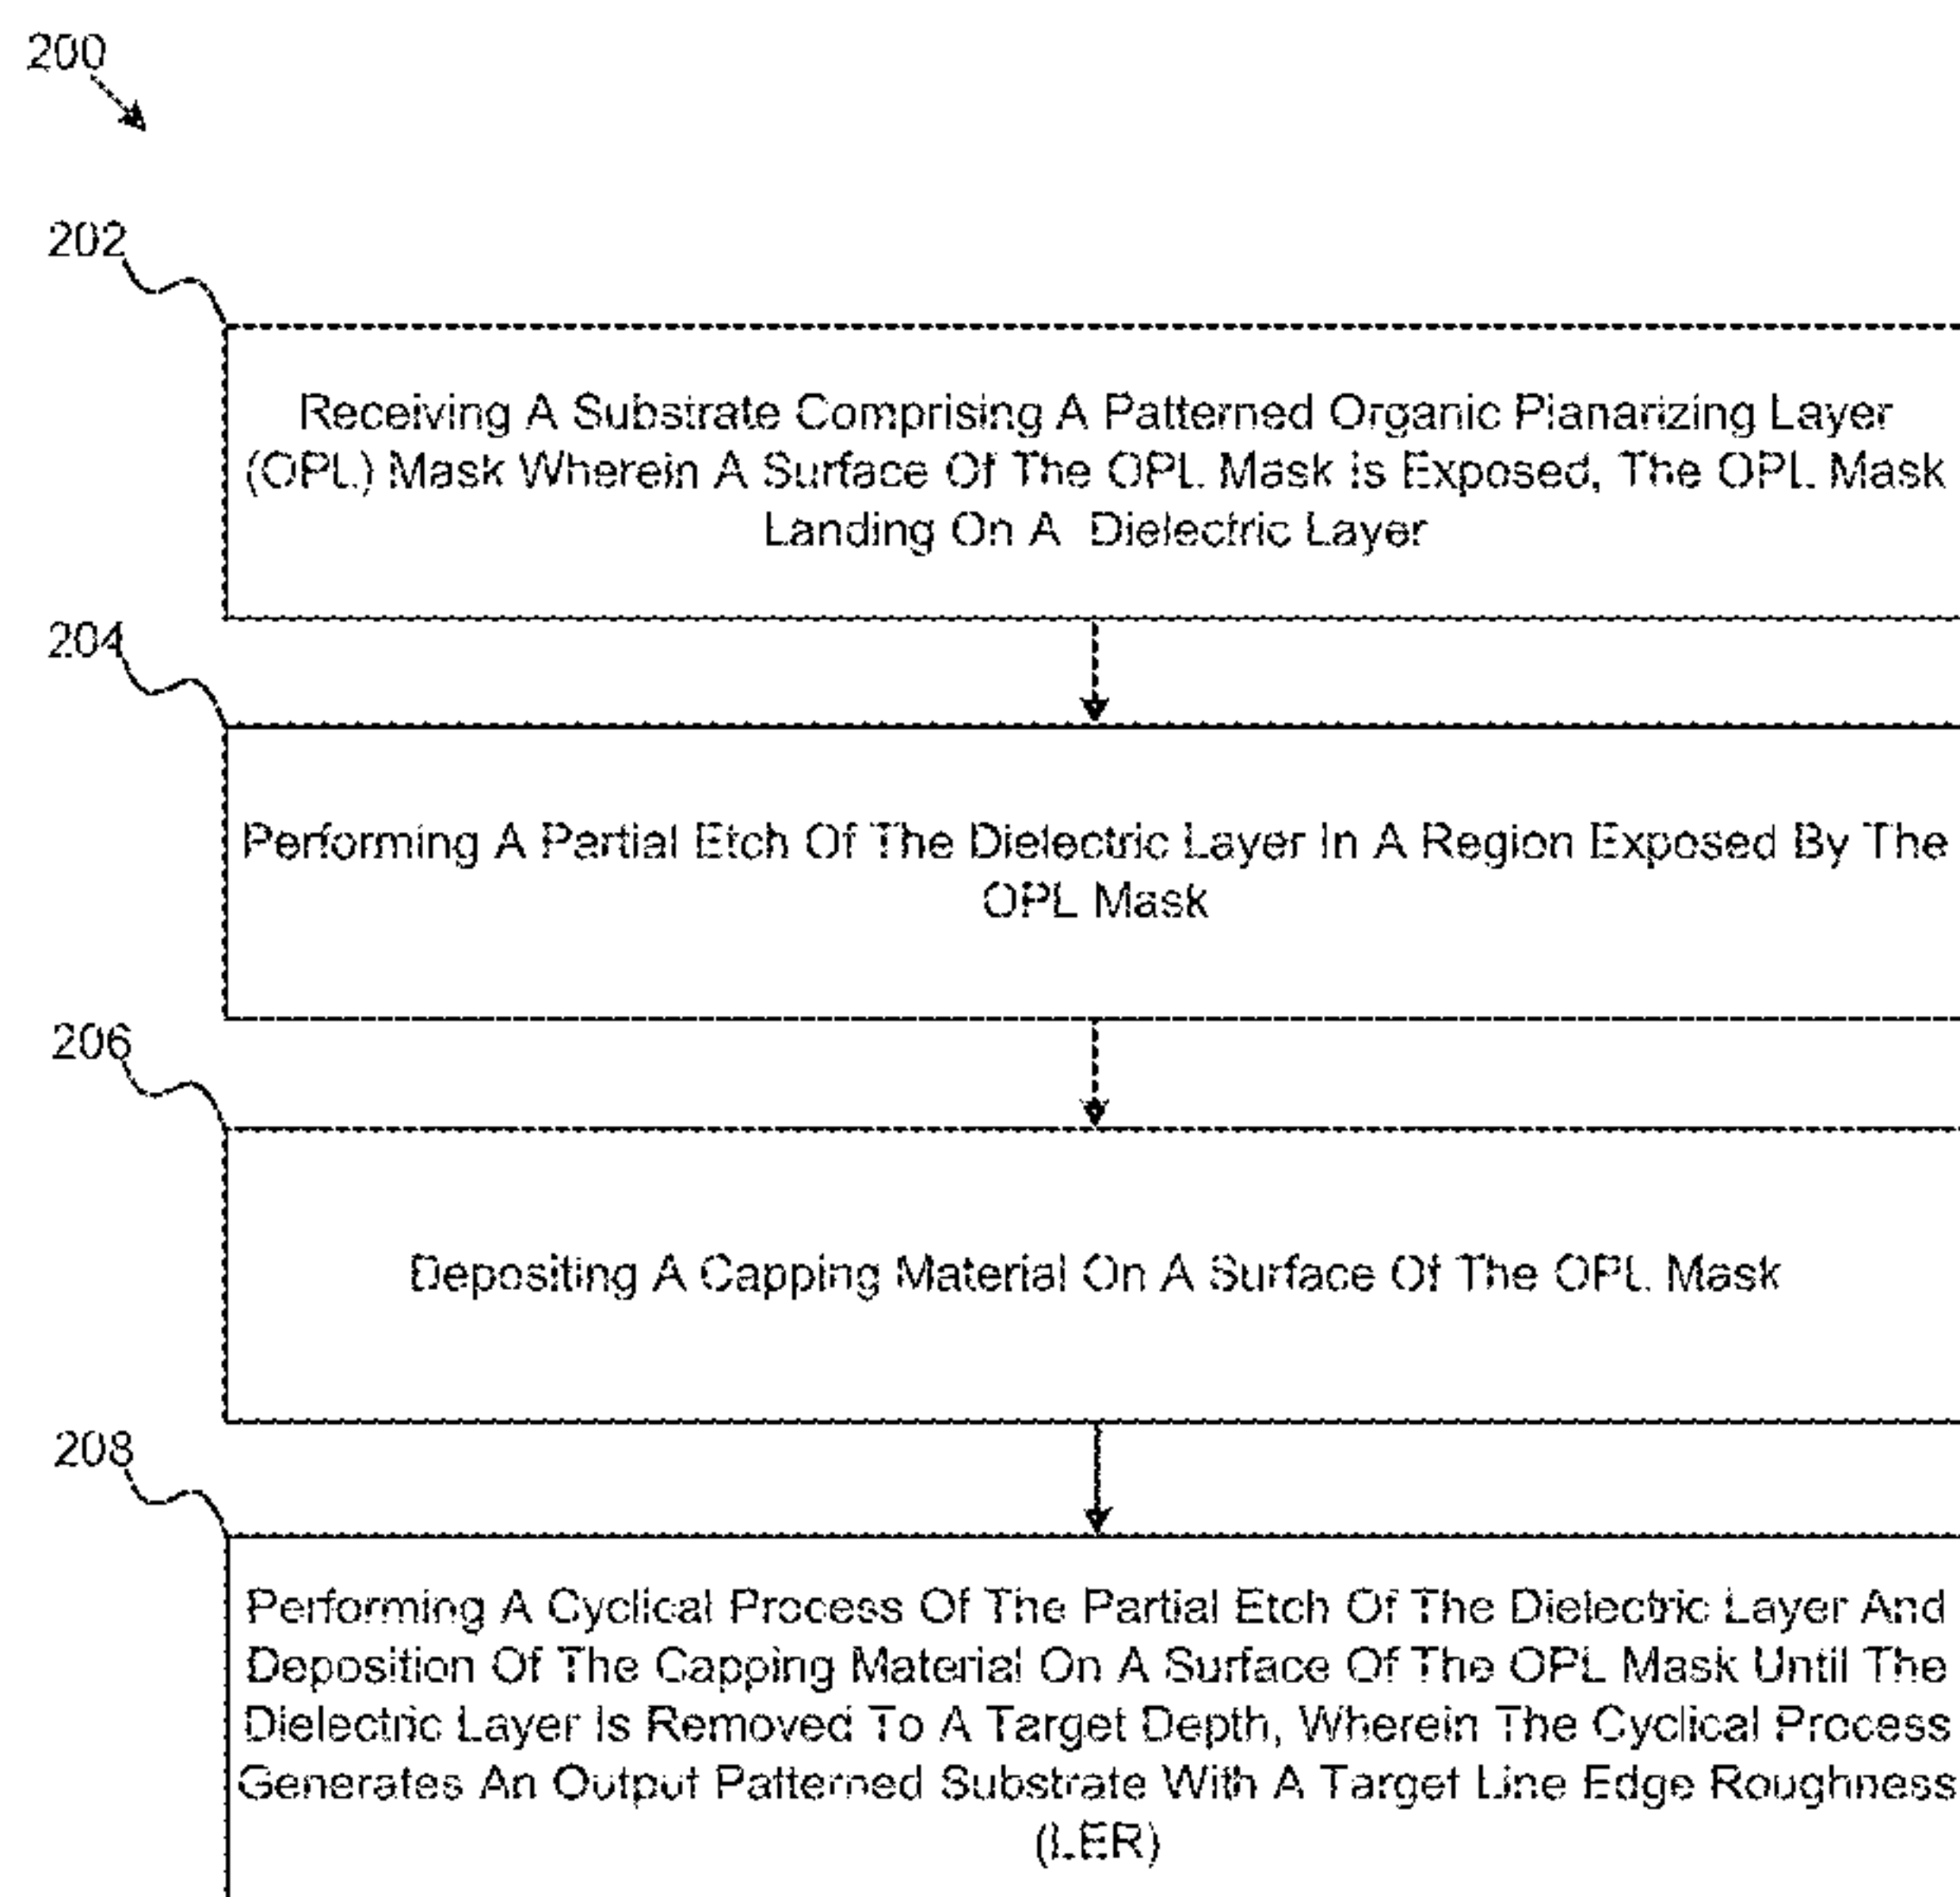 200
202
Receiving A Substrate Comprising A Patterned Organic Planarizing Layer
(OPL) Mask Wherein A Surface Of The OPL Mask is Exposed, The OPL Mask
Landing On A Dielectric Layer
204
Performing A Partial Etch Of The Dielectric Layer In A Region Exposed By The
OPL Mask
206
Depositing A Capping Material On A Surface Of The OPL Mask
208
Performing A Cyclical Process Of The Partial Etch Of The Dielectric Layer And
Deposition Of The Capping Material On A Surface Of The OPL Mask Until The
Dielectric Layer Is Removed To A Target Depth, Wherein The Cyclical Process
Generates An Output Patterned Substrate With A Target Line Edge Roughness
(LER)